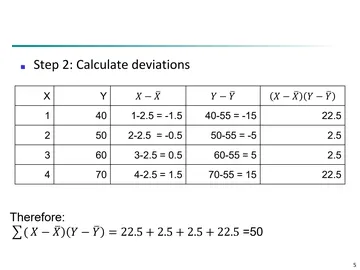 Step 2: Calculate deviations
X Y X − X̄ Y − Ȳ (X − X̄)(Y − Ȳ)
1 40 1-2.5 = -1.5 40-55 = -15 22.5
2 50 2-2.5 = -0.5 50-55 = -5 2.5
3 60 3-2.5 = 0.5 60-55 = 5 2.5
4 70 4-2.5 = 1.5 70-55 = 15 22.5
Therefore:
∑( X − X̄)(Y − Ȳ) = 22.5 + 2.5 + 2.5 + 22.5 =50
5